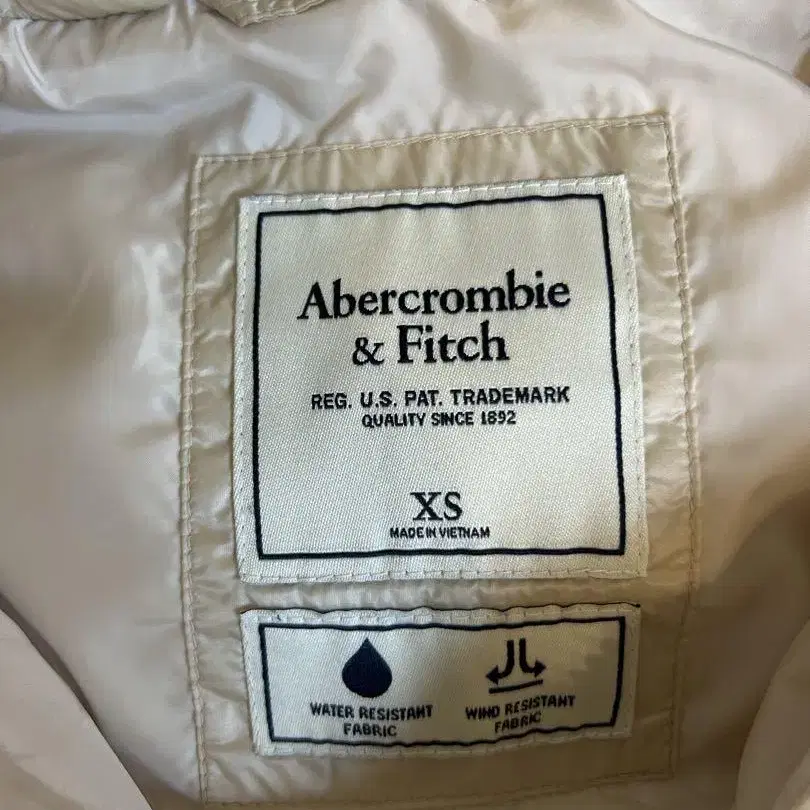 Abercrombie
& Fitch
REG. U.S. PAT. TRADEMARK
QUALITY SINCE 1892
XS
MADE IN VIETNAM
WATER RESISTANT
FABRIC
WIND RESISTANT
FABRIC